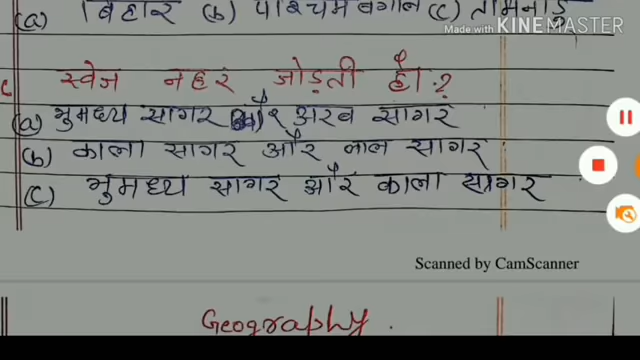 (a) बिहार (b) पश्चिम बंगाल (c) तमिलनाडु
Made with KINEMASTER
स्वेज नहर जोड़ती है ?
(a) भुमध्य सागर और अरब सागर
(b) काला सागर और लाल सागर
(c) भुमध्य सागर और काला सागर
Scanned by CamScanner
Geography.